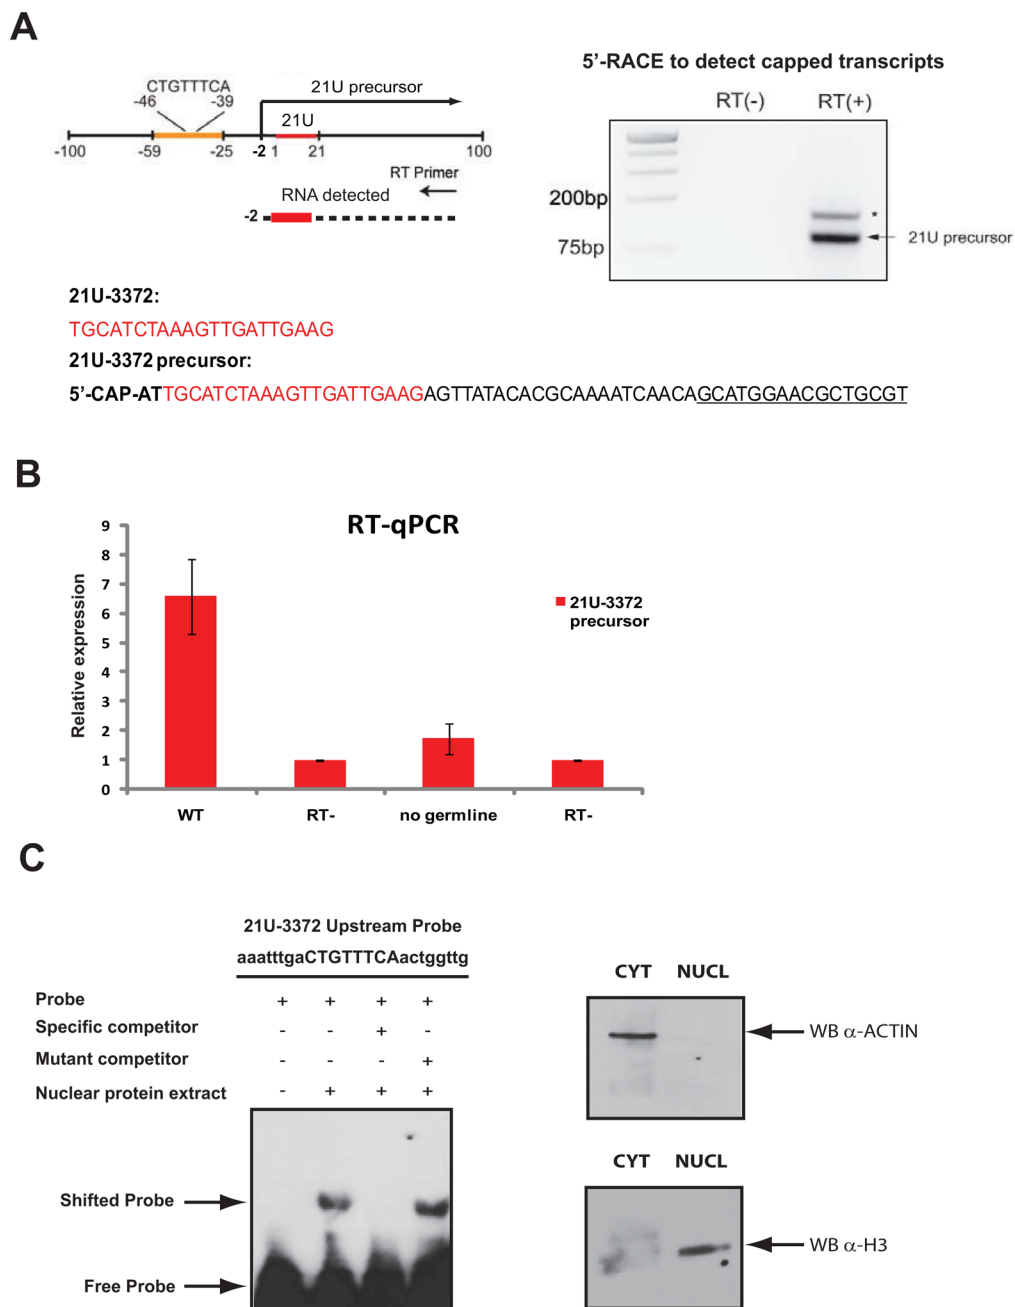 A
CTGTTTCA
-46 -39
21U precursor
21U
-100 -59 -25 -2 1 21 100
RT Primer
RNA detected
-2
5'-RACE to detect capped transcripts
RT(-) RT(+)
200bp
*
75bp
21U precursor
21U-3372:
TGCATCTAAAGTTGATTGAAG
21U-3372 precursor:
5'-CAP-ATTGCATCTAAAGTTGATTGAAGAGTTATACACGCAAAATCAACAGCATGGAACGCTGCGT
B
RT-qPCR
Relative expression
9
8
7
6
5
4
3
2
1
0
WT RT- no germline RT-
21U-3372
precursor
C
21U-3372 Upstream Probe
aaatttgaCTGTTTCAactggttg
Probe + + + +
Specific competitor - - + -
Mutant competitor - - - +
Nuclear protein extract - + + +
Shifted Probe
Free Probe
CYT NUCL
WB α-ACTIN
CYT NUCL
WB α-H3